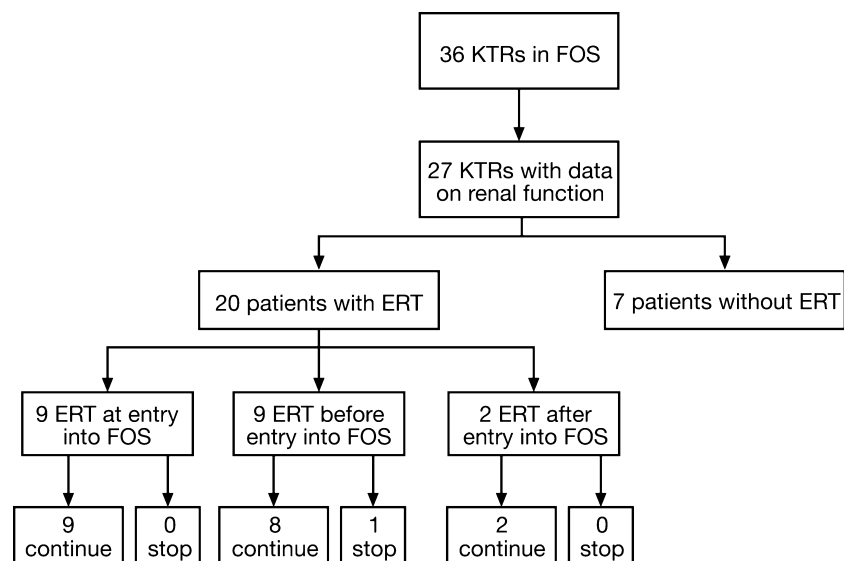 36 KTRs in FOS
27 KTRs with data
on renal function
20 patients with ERT
7 patients without ERT
9 ERT at entry
into FOS
9 ERT before
entry into FOS
2 ERT after
entry into FOS
9
continue
0
stop
8
continue
1
stop
2
continue
0
stop